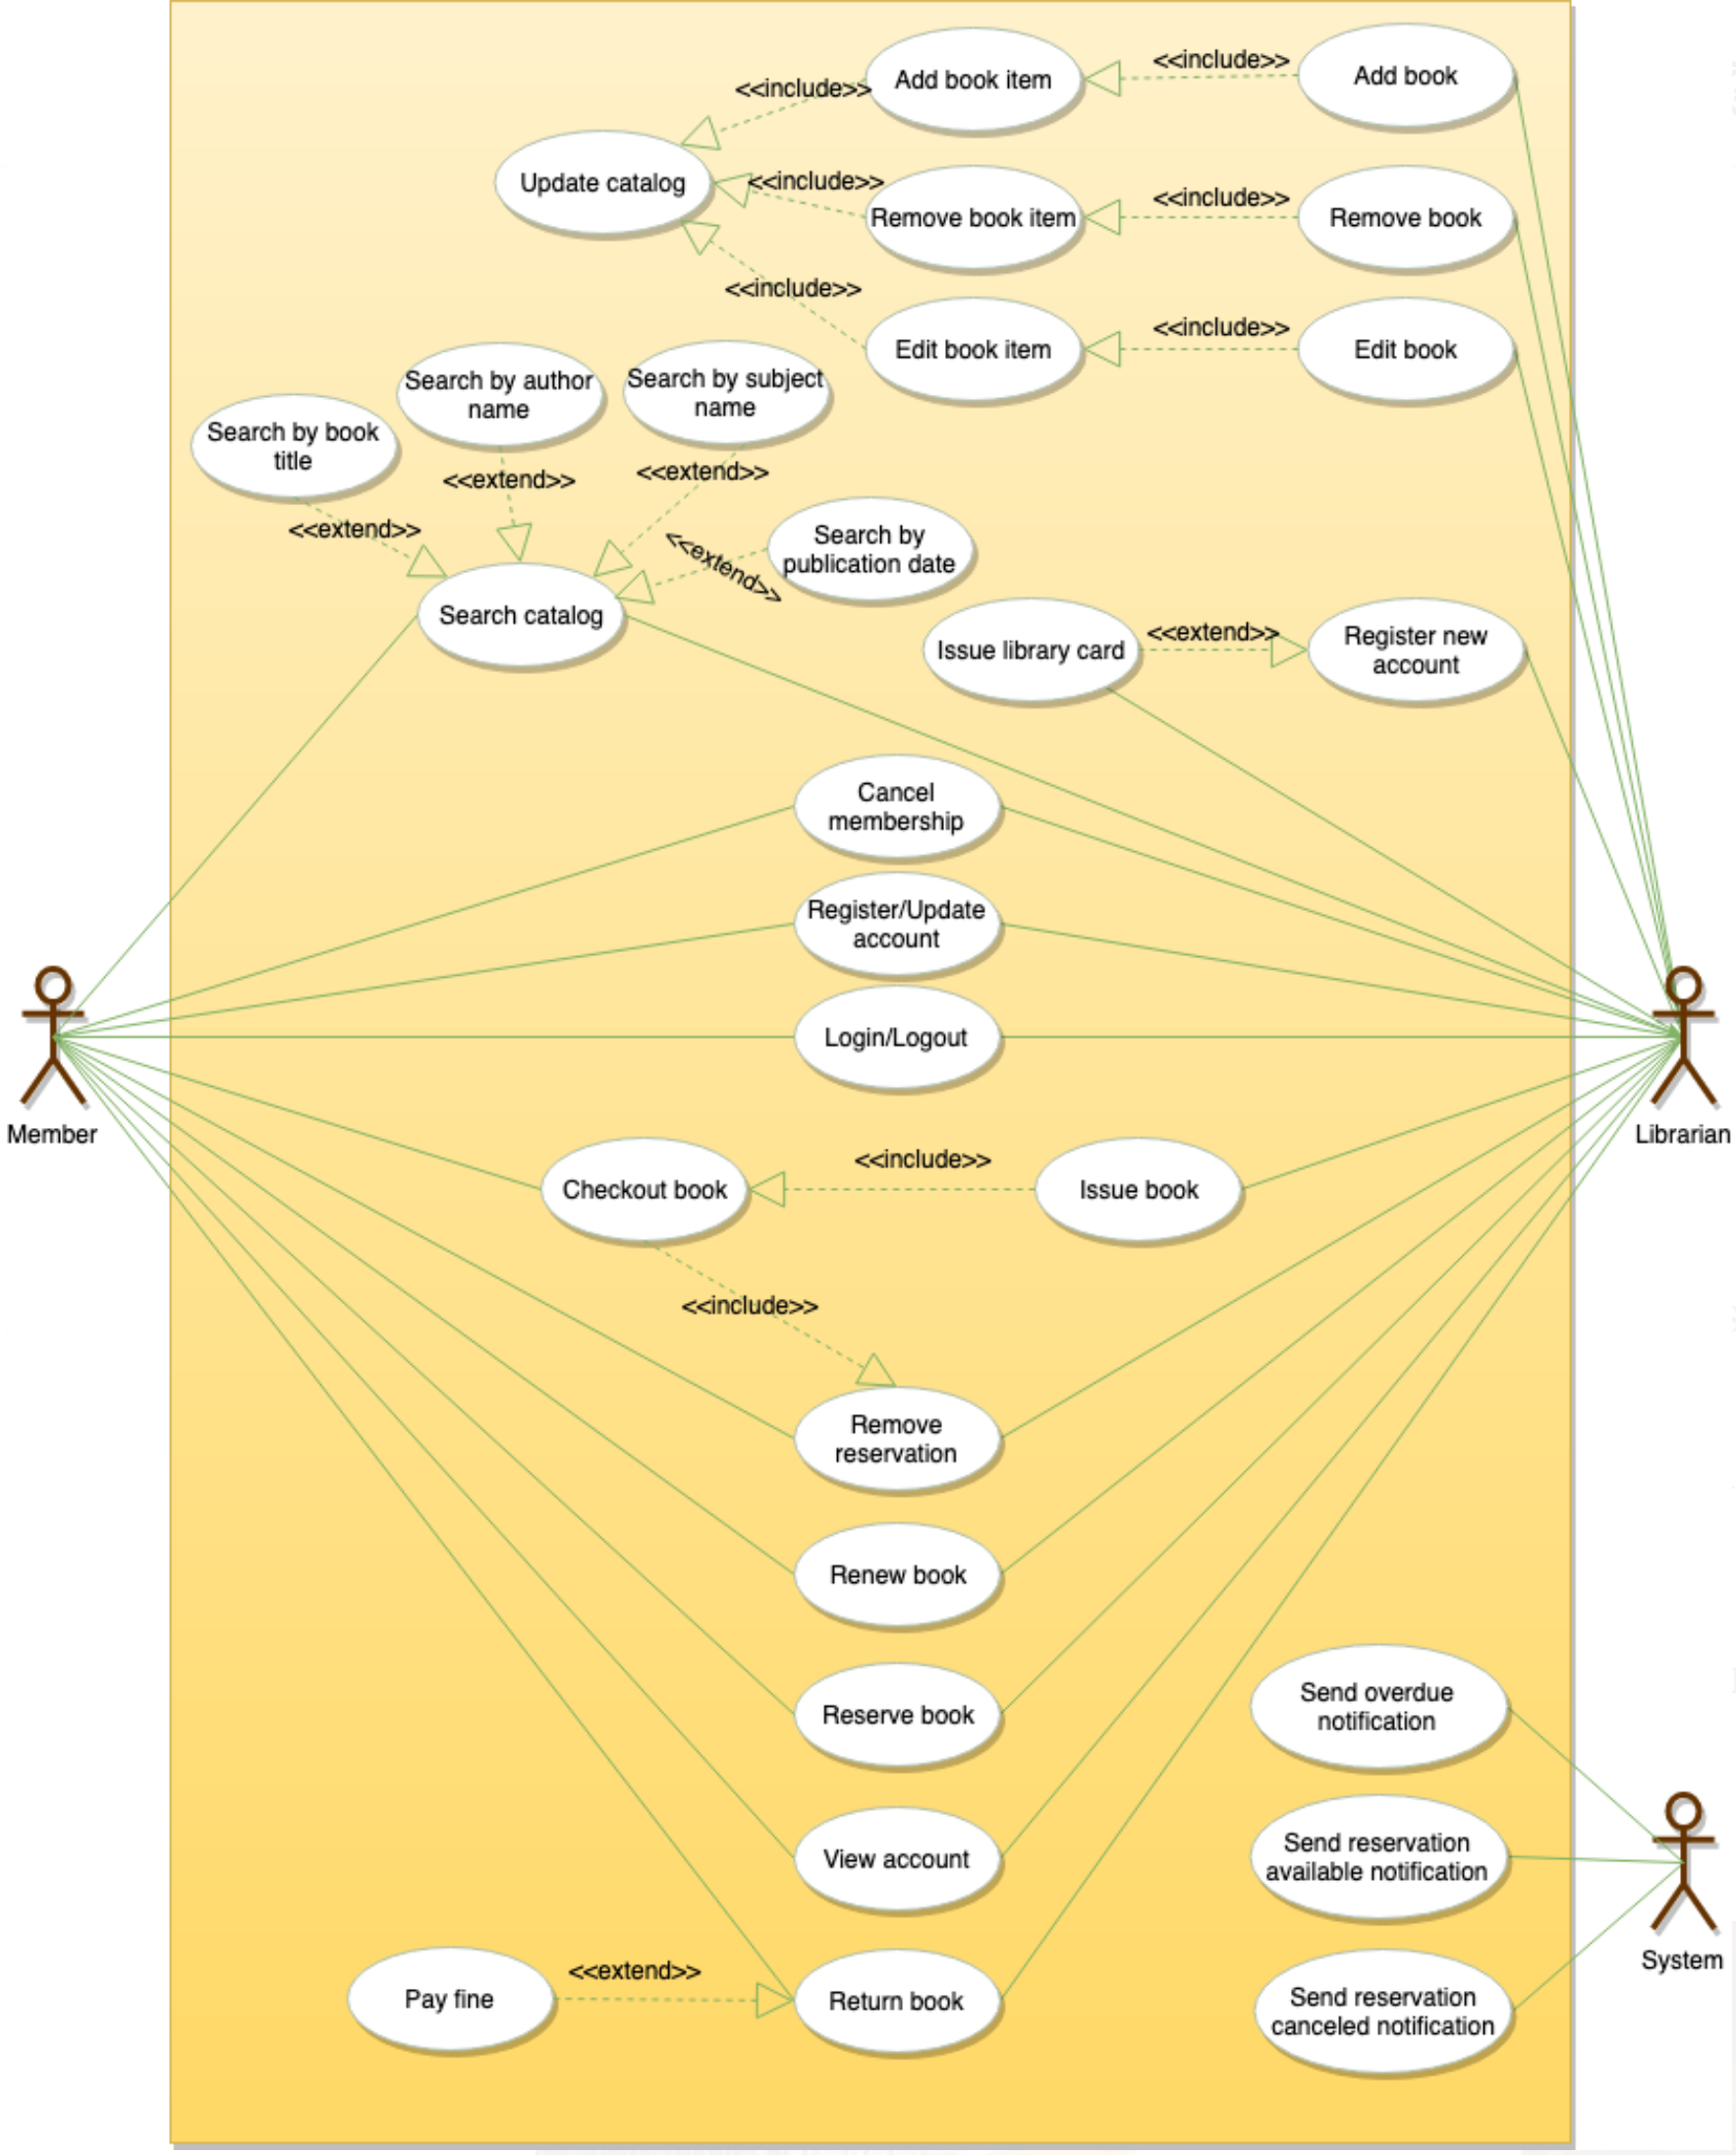 <<include>>
Add book item
<<include>>
Add book
Update catalog
<<include>>
Remove book item
<<include>>
Remove book
<<include>>
Edit book item
<<include>>
Edit book
Search by author
name
Search by subject
name
Search by book
title
<<extend>>
<<extend>>
<<extend>>
<<extend>>
Search by
publication date
Search catalog
Issue library card
<<extend>>
Register new
account
Cancel
membership
Register/Update
account
Login/Logout
Member
Librarian
Checkout book
<<include>>
Issue book
<<include>>
Remove
reservation
Renew book
Reserve book
Send overdue
notification
View account
Send reservation
available notification
System
Pay fine
<<extend>>
Return book
Send reservation
canceled notification